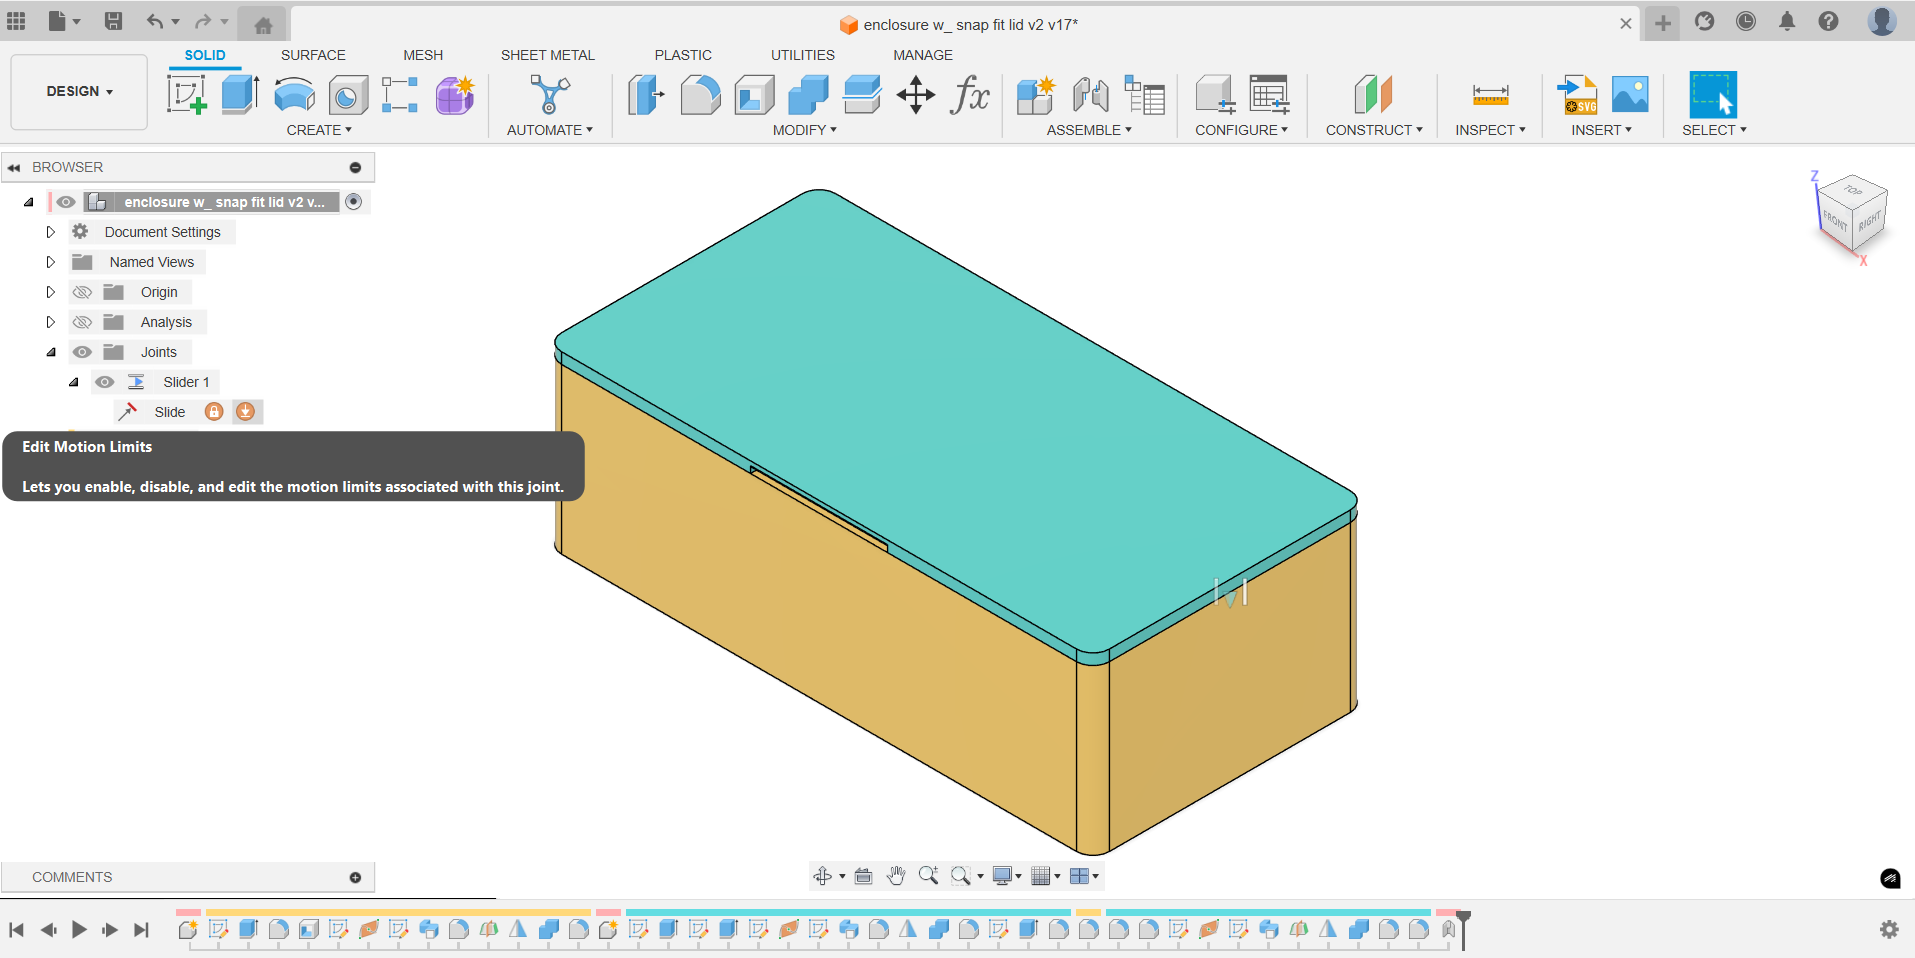 enclosure w_ snap fit lid v2 v17*
SOLID SURFACE MESH SHEET METAL PLASTIC UTILITIES MANAGE
DESIGN
fx
SVG
CREATE AUTOMATE MODIFY ASSEMBLE CONFIGURE CONSTRUCT INSPECT INSERT SELECT
BROWSER
enclosure w_ snap fit lid v2 v...
Document Settings
Named Views
Origin
Analysis
Joints
Slider 1
Slide
Edit Motion Limits
Lets you enable, disable, and edit the motion limits associated with this joint.
Z
TOP
FRONT RIGHT
X
COMMENTS